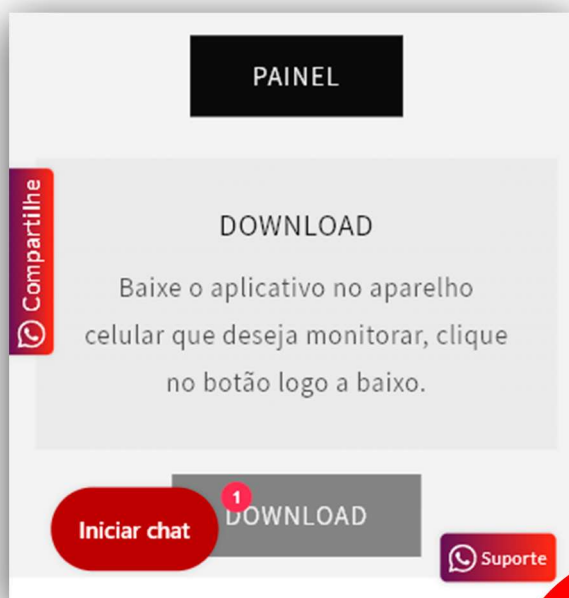 PAINEL
Compartilhe
DOWNLOAD
Baixe o aplicativo no aparelho
celular que deseja monitorar, clique
no botão logo a baixo.
1
DOWNLOAD
Iniciar chat
Suporte